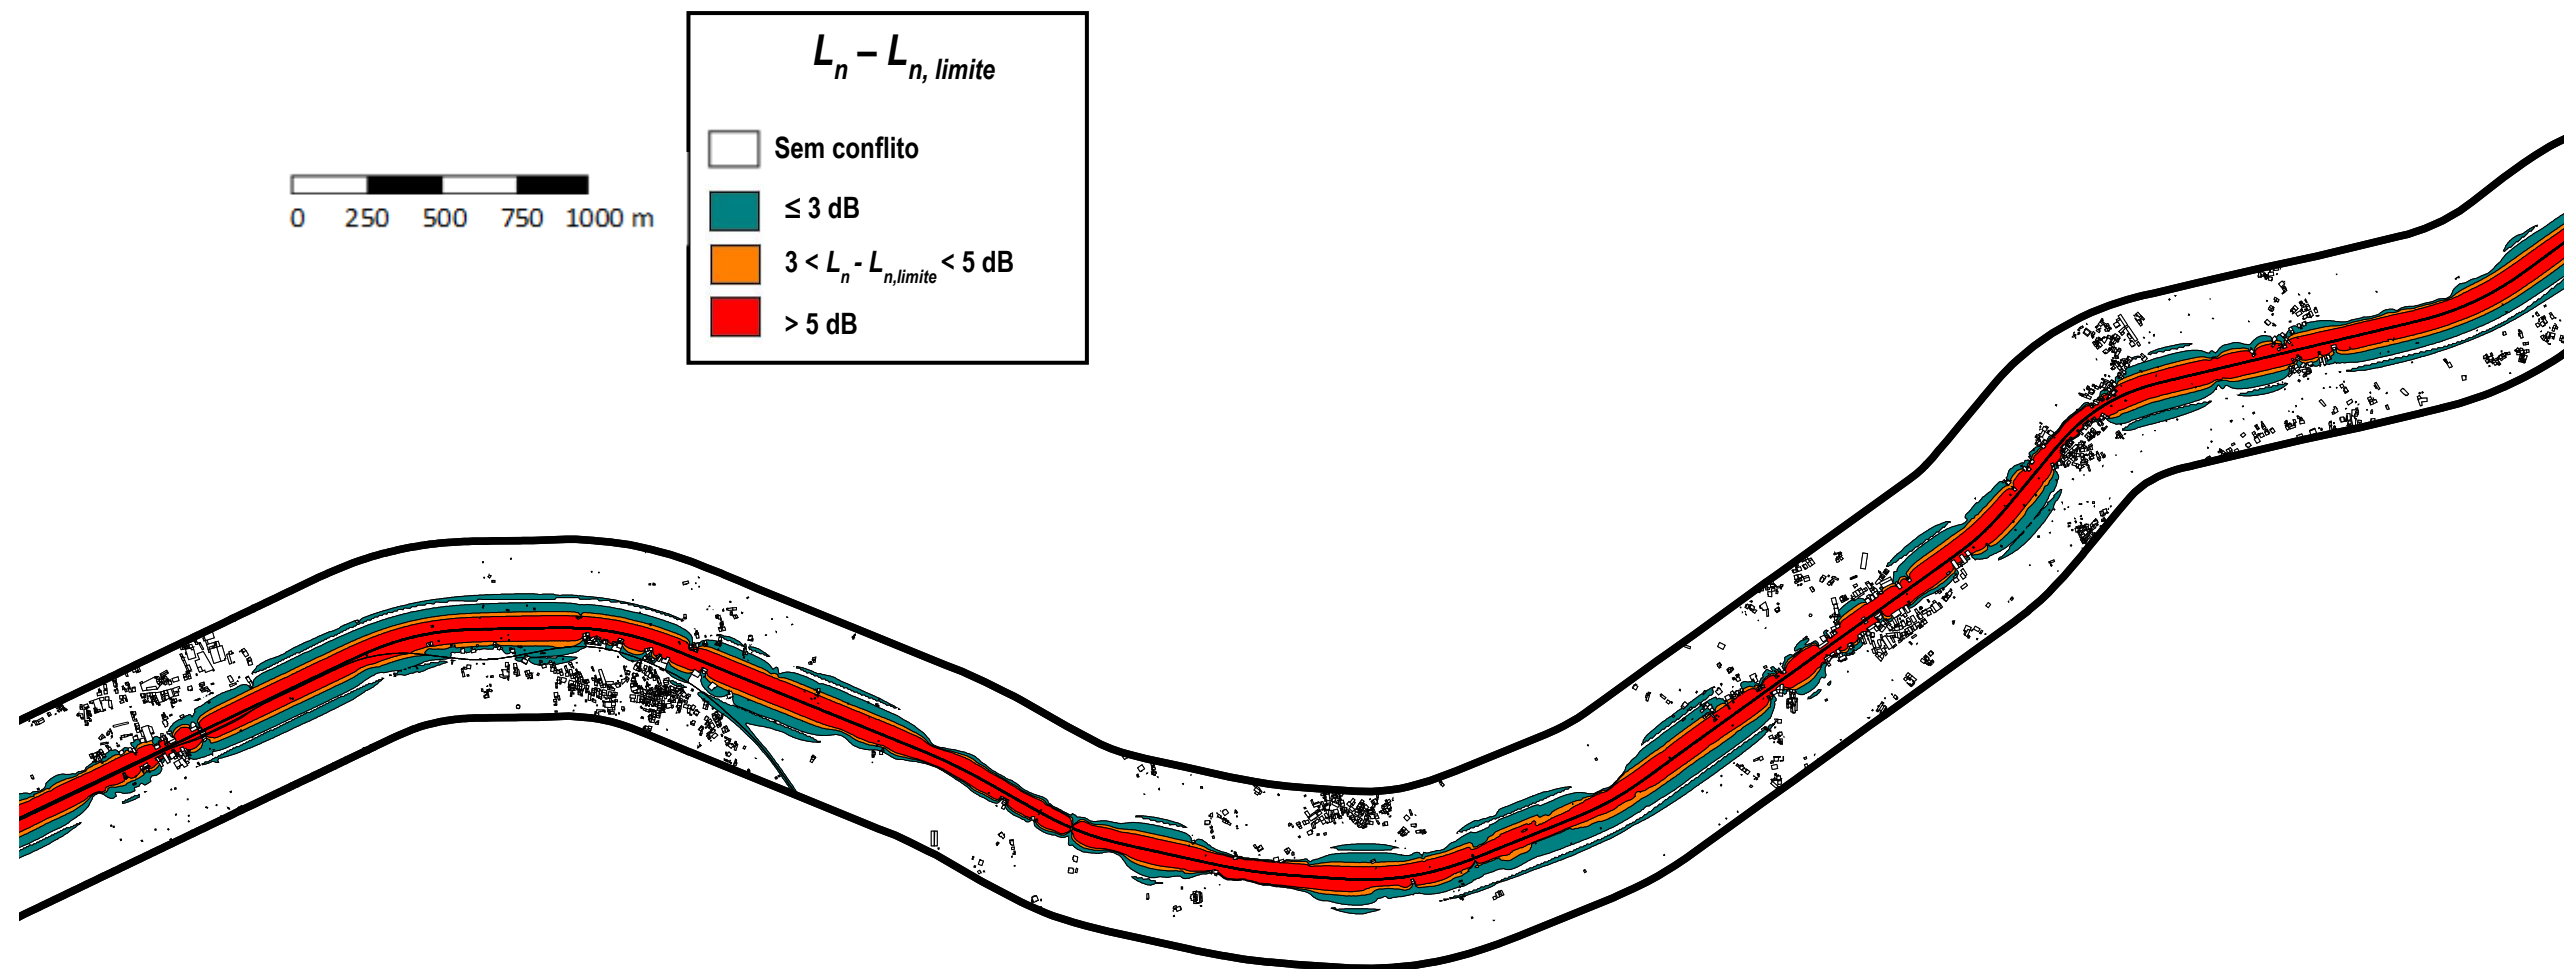 Ln – Ln, limite
Sem conflito
≤ 3 dB
3 < Ln - Ln,limite < 5 dB
> 5 dB
0 250 500 750 1000 m